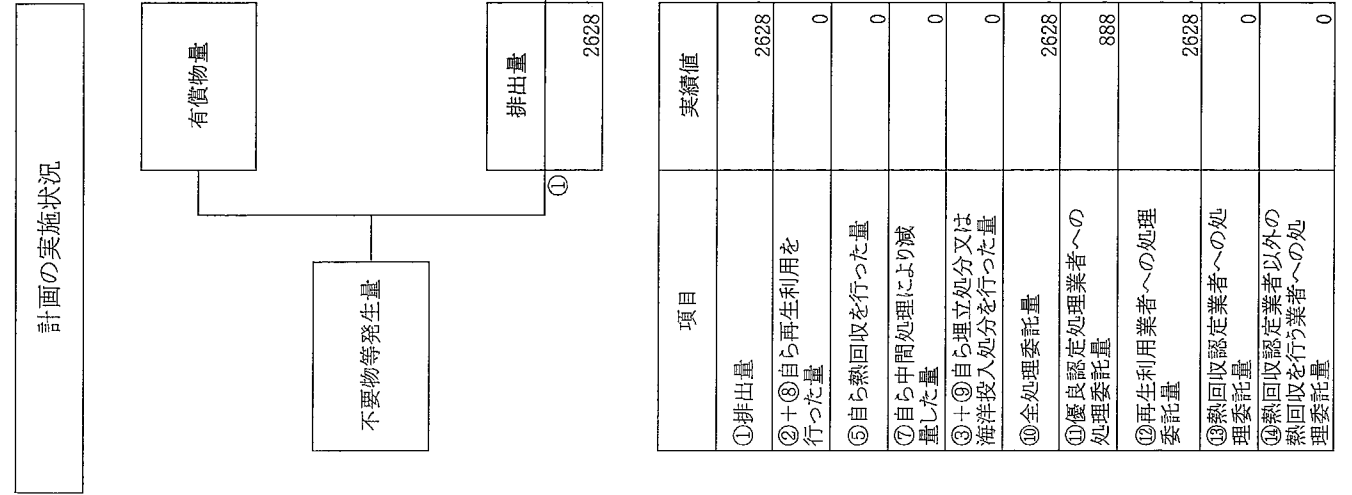 計画の実施状況
有償物量
不要物等発生量
排出量
①
2628
項目
実績値
①排出量
2628
②+⑧自ら再生利用を
行った量
0
⑤自ら熱回収を行った量
0
⑦自ら中間処理により減
量した量
0
③+⑨自ら埋立処分又は
海洋投入処分を行った量
0
⑩全処理委託量
2628
⑪優良認定処理業者への
処理委託量
888
⑫再生利用業者への処理
委託量
2628
⑬熱回収認定業者への処
理委託量
0
⑭熱回収認定業者以外の
熱回収を行う業者への処
理委託量
0